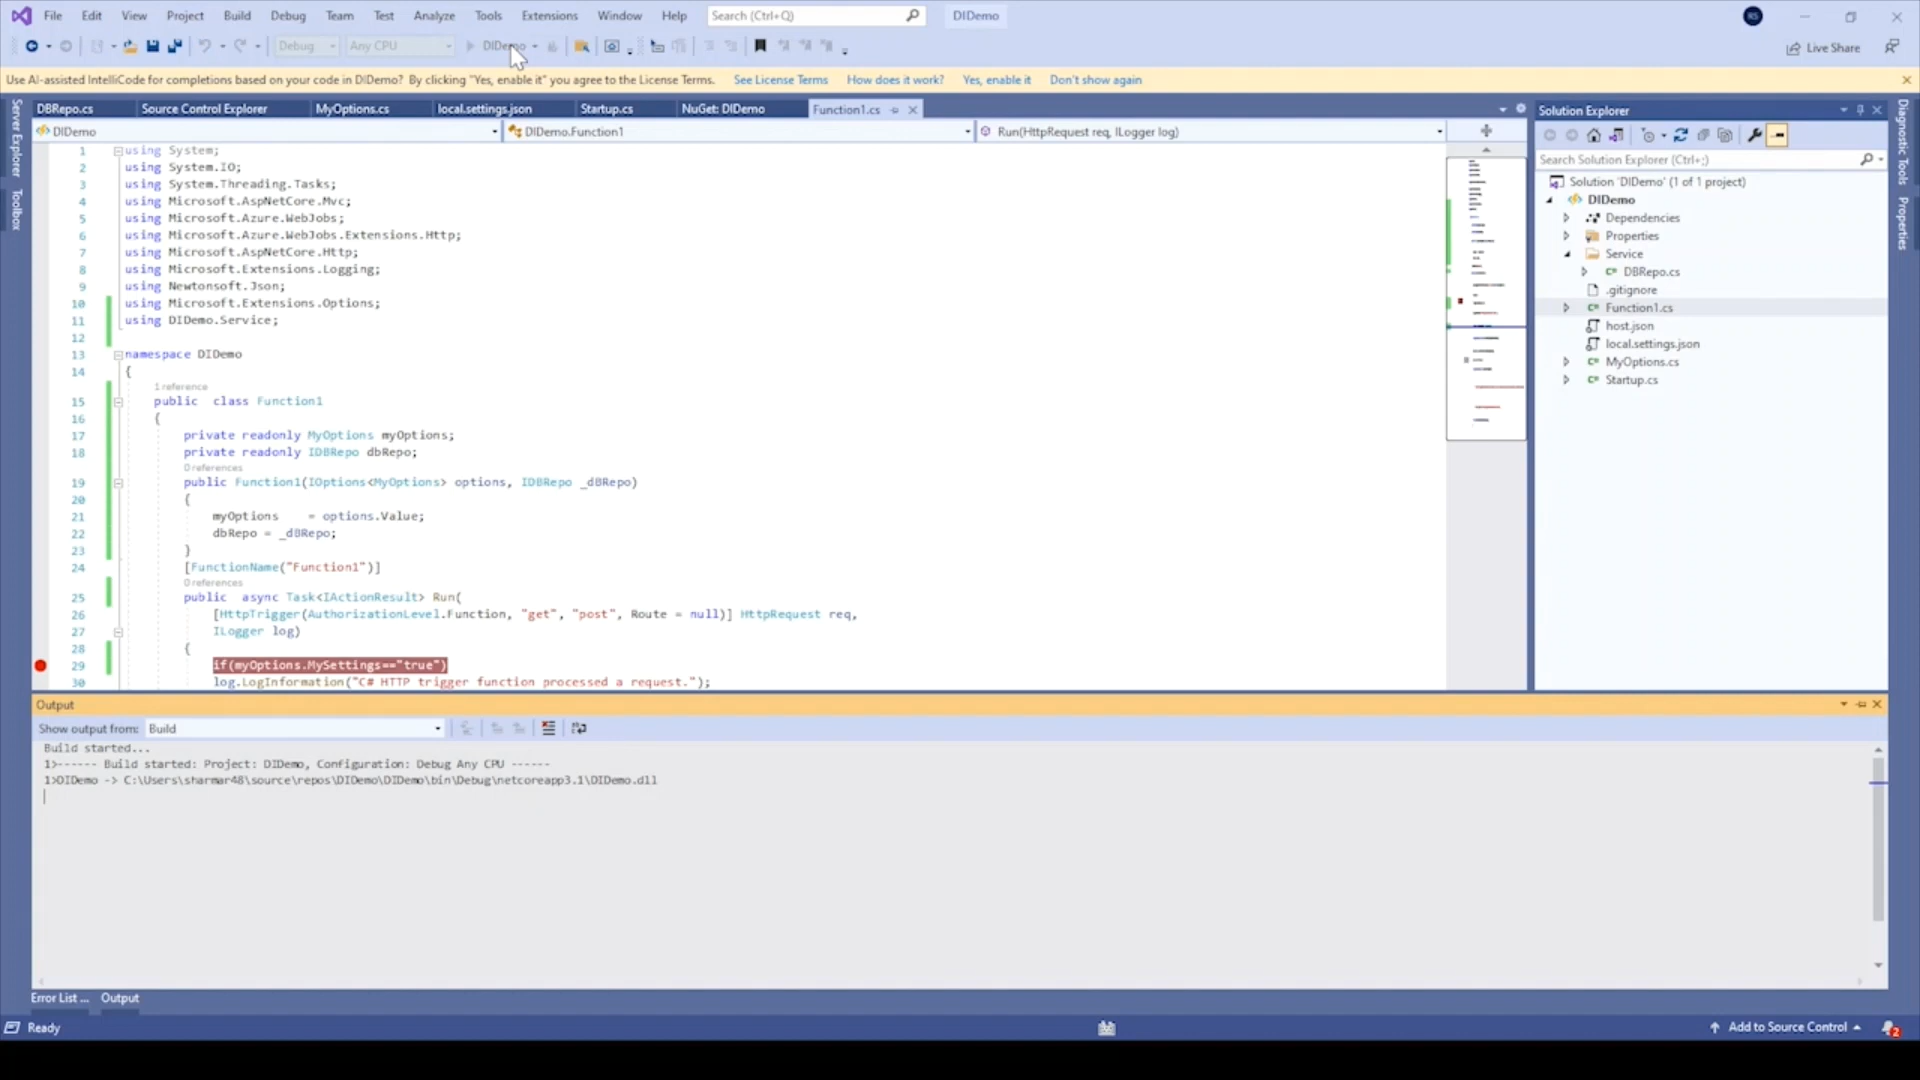 File Edit View Project Build Debug Team Test Analyze Tools Extensions Window Help Search (Ctrl+Q) DIDemo RS
Debug Any CPU DIDemo Live Share
Use AI-assisted IntelliCode for completions based on your code in DIDemo? By clicking "Yes, enable it" you agree to the License Terms. See License Terms How does it work? Yes, enable it Don't show again
Server Explorer
Toolbox
DBRepo.cs Source Control Explorer MyOptions.cs local.settings.json Startup.cs NuGet: DIDemo Function1.cs
DIDemo DIDemo.Function1 Run(HttpRequest req, ILogger log)
1 using System;
2 using System.IO;
3 using System.Threading.Tasks;
4 using Microsoft.AspNetCore.Mvc;
5 using Microsoft.Azure.WebJobs;
6 using Microsoft.Azure.WebJobs.Extensions.Http;
7 using Microsoft.AspNetCore.Http;
8 using Microsoft.Extensions.Logging;
9 using Newtonsoft.Json;
10 using Microsoft.Extensions.Options;
11 using DIDemo.Service;
12
13 namespace DIDemo
14 {
1 reference
15 public class Function1
16 {
17 private readonly MyOptions myOptions;
18 private readonly IDBRepo dbRepo;
0 references
19 public Function1(IOptions<MyOptions> options, IDBRepo _dBRepo)
20 {
21 myOptions = options.Value;
22 dbRepo = _dBRepo;
23 }
24 [FunctionName("Function1")]
0 references
25 public async Task<IActionResult> Run(
26 [HttpTrigger(AuthorizationLevel.Function, "get", "post", Route = null)] HttpRequest req,
27 ILogger log)
28 {
29 if(myOptions.MySettings=="true")
30 log.LogInformation("C# HTTP trigger function processed a request.");
Solution Explorer
Search Solution Explorer (Ctrl+;)
Solution 'DIDemo' (1 of 1 project)
DIDemo
Dependencies
Properties
Service
DBRepo.cs
.gitignore
Function1.cs
host.json
local.settings.json
MyOptions.cs
Startup.cs
Diagnostic Tools
Properties
Output
Show output from: Build
Build started...
1>------ Build started: Project: DIDemo, Configuration: Debug Any CPU ------
1>DIDemo -> C:\Users\sharmar48\source\repos\DIDemo\DIDemo\bin\Debug\netcoreapp3.1\DIDemo.dll
Error List ... Output
Ready Add to Source Control 2